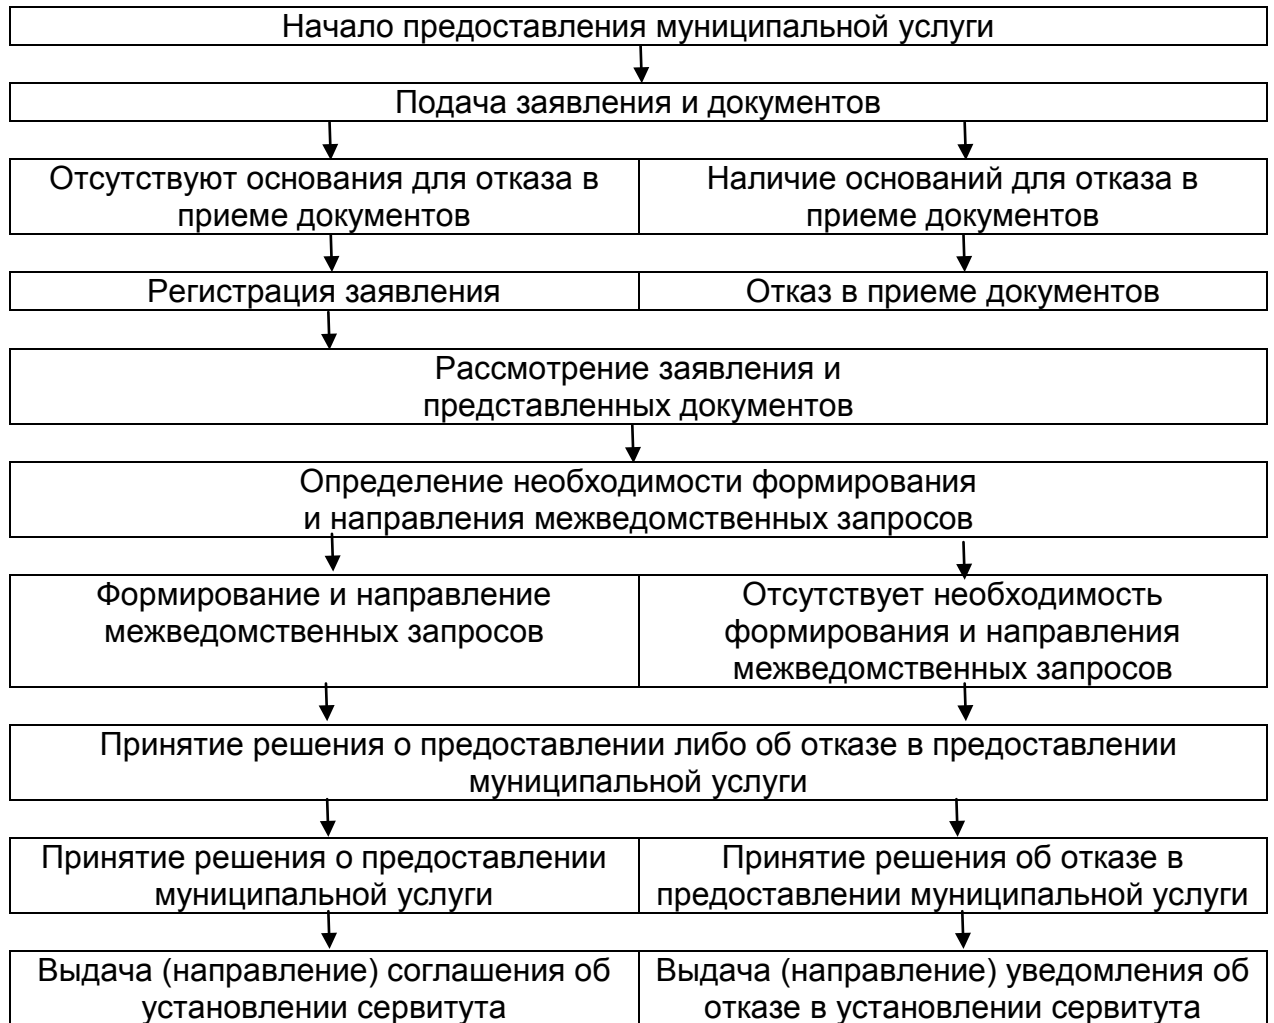 Начало предоставления муниципальной услуги
Подача заявления и документов
Отсутствуют основания для отказа в
приеме документов
Наличие оснований для отказа в
приеме документов
Регистрация заявления
Отказ в приеме документов
Рассмотрение заявления и
представленных документов
Определение необходимости формирования
и направления межведомственных запросов
Формирование и направление
межведомственных запросов
Отсутствует необходимость
формирования и направления
межведомственных запросов
Принятие решения о предоставлении либо об отказе в предоставлении
муниципальной услуги
Принятие решения о предоставлении
муниципальной услуги
Принятие решения об отказе в
предоставлении муниципальной услуги
Выдача (направление) соглашения об
установлении сервитута
Выдача (направление) уведомления об
отказе в установлении сервитута